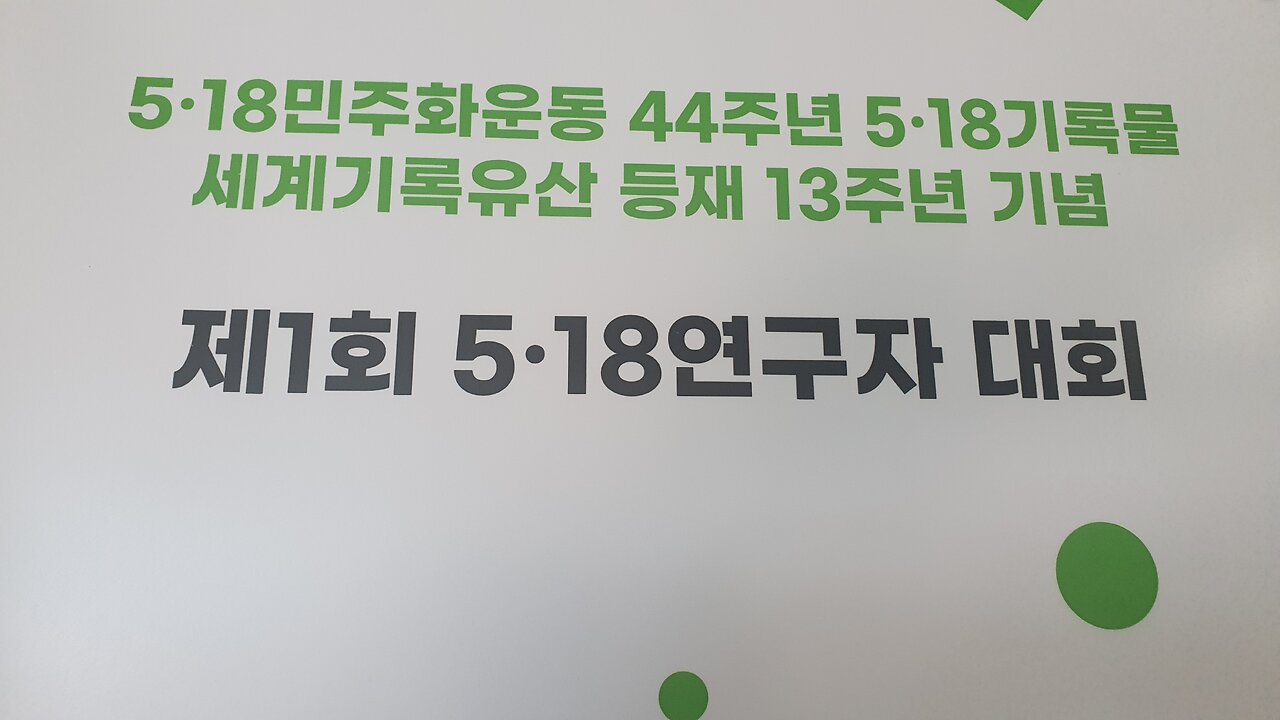 5·18민주화운동 44주년 5·18기록물
세계기록유산 등재 13주년 기념
제1회 5·18연구자 대회